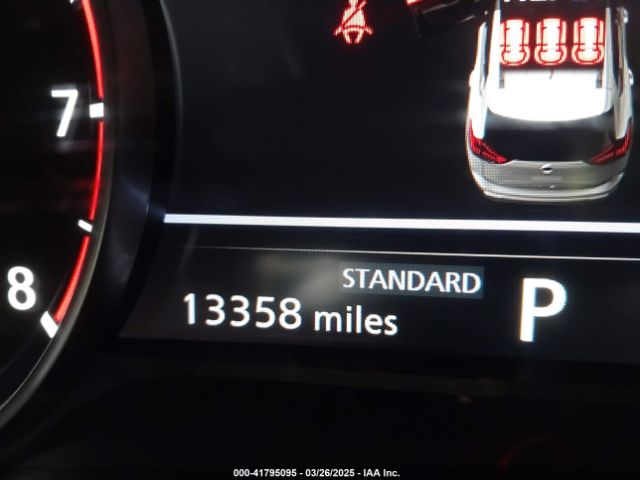 7
8
STANDARD
13358 miles
P
000-41795095 - 03/26/2025 - IAA Inc.